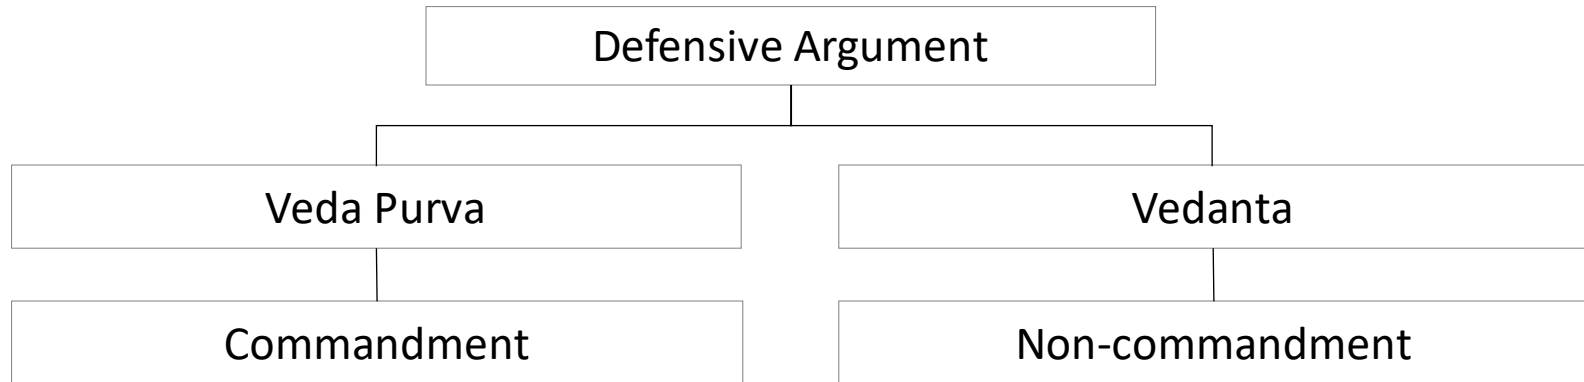 Defensive Argument
Veda Purva
Vedanta
Commandment
Non-commandment